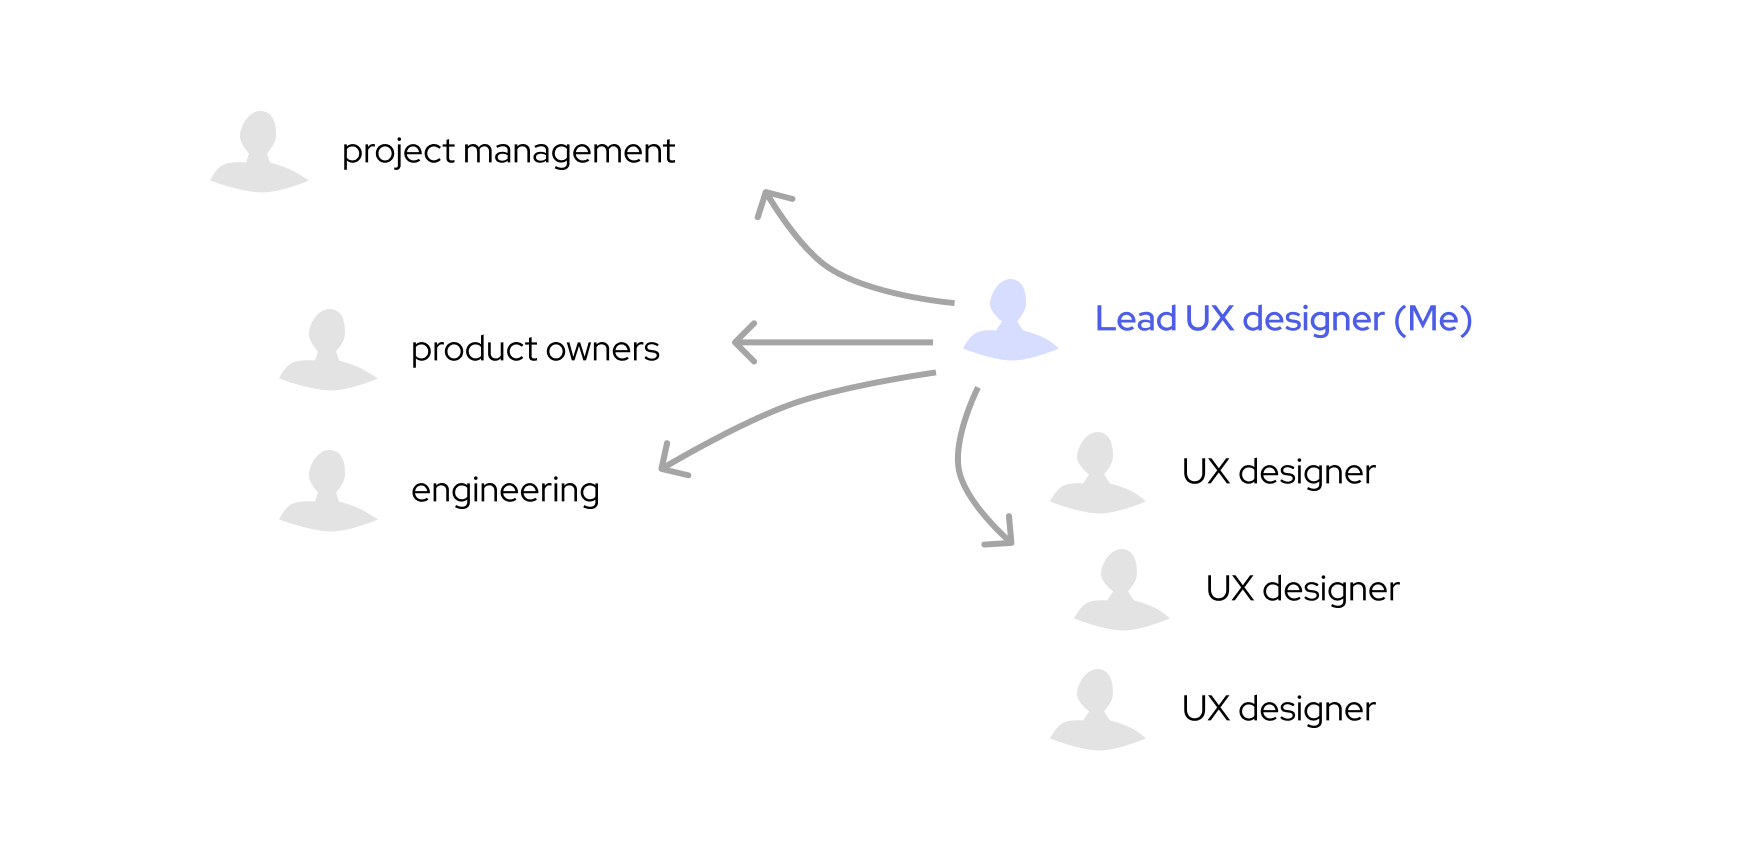 project management
product owners
engineering
Lead UX designer (Me)
UX designer
UX designer
UX designer